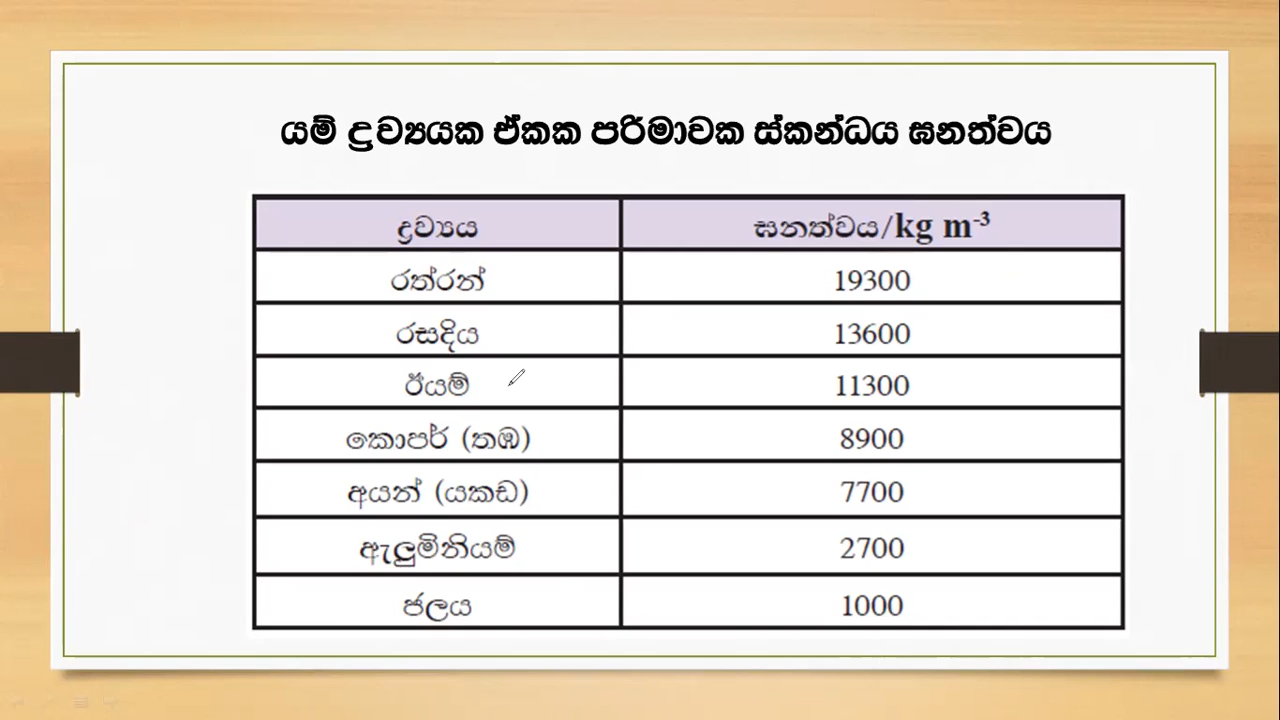 යම් ද්‍රව්‍යයක ඒකක පරිමාවක ස්කන්ධය ඝනත්වය
ද්‍රව්‍යය ඝනත්වය/kg m⁻³
රත්රන් 19300
රසදිය 13600
ඊයම් 11300
කොපර් (තඹ) 8900
අයන් (යකඩ) 7700
ඇලුමිනියම් 2700
ජලය 1000